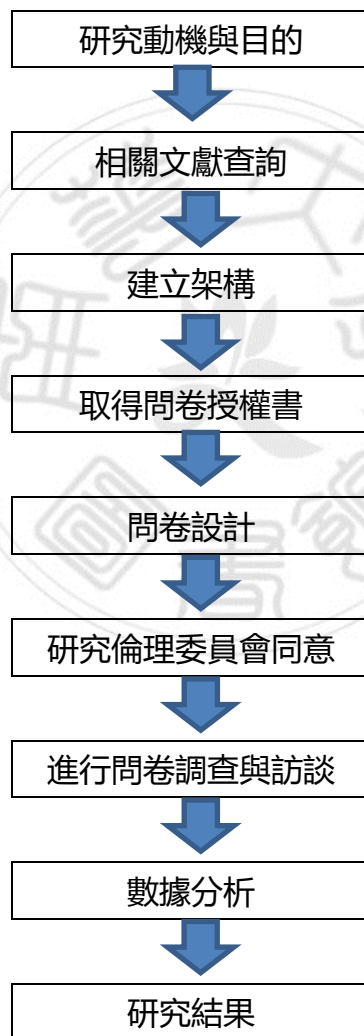 研究動機與目的
相關文獻查詢
建立架構
取得問卷授權書
問卷設計
研究倫理委員會同意
進行問卷調查與訪談
數據分析
研究結果